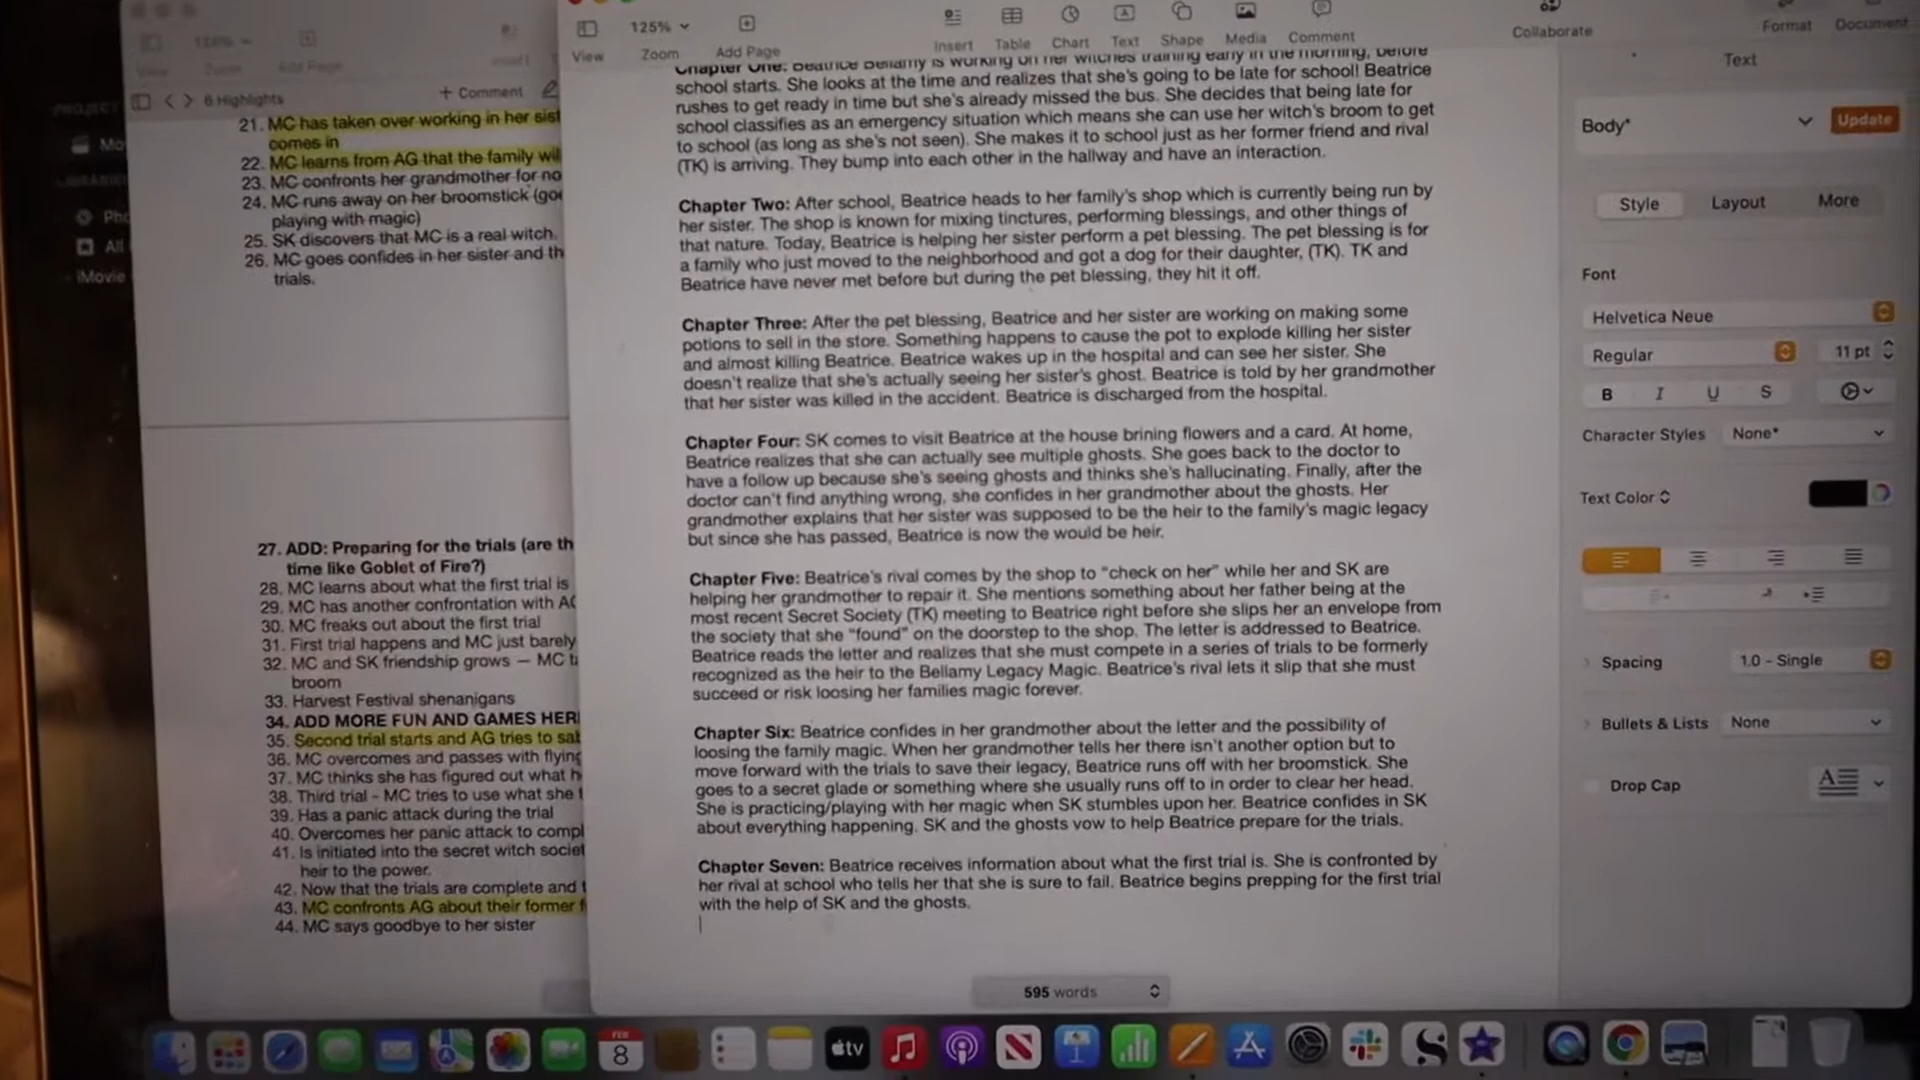 125%
View
Zoom
Add Page
Insert
Table
Chart
Text
Shape
Media
Comment
Collaborate
Format
Document
6 Highlights
+ Comment
21. MC has taken over working in her sist
comes in
22. MC learns from AG that the family wil
23. MC confronts her grandmother for no
24. MC runs away on her broomstick (goe
playing with magic)
25. SK discovers that MC is a real witch.
26. MC goes confides in her sister and th
trials.
27. ADD: Preparing for the trials (are th
time like Goblet of Fire?)
28. MC learns about what the first trial is
29. MC has another confrontation with AG
30. MC freaks out about the first trial
31. First trial happens and MC just barely
32. MC and SK friendship grows — MC t
broom
33. Harvest Festival shenanigans
34. ADD MORE FUN AND GAMES HER
35. Second trial starts and AG tries to sab
36. MC overcomes and passes with flying
37. MC thinks she has figured out what h
38. Third trial - MC tries to use what she
39. Has a panic attack during the trial
40. Overcomes her panic attack to compl
41. Is initiated into the secret witch societ
heir to the power.
42. Now that the trials are complete and
43. MC confronts AG about their former f
44. MC says goodbye to her sister
Chapter One: Beatrice Bellamy is working on her witches training early in the morning, before
school starts. She looks at the time and realizes that she's going to be late for school! Beatrice
rushes to get ready in time but she's already missed the bus. She decides that being late for
school classifies as an emergency situation which means she can use her witch's broom to get
to school (as long as she's not seen). She makes it to school just as her former friend and rival
(TK) is arriving. They bump into each other in the hallway and have an interaction.
Chapter Two: After school, Beatrice heads to her family's shop which is currently being run by
her sister. The shop is known for mixing tinctures, performing blessings, and other things of
that nature. Today, Beatrice is helping her sister perform a pet blessing. The pet blessing is for
a family who just moved to the neighborhood and got a dog for their daughter, (TK). TK and
Beatrice have never met before but during the pet blessing, they hit it off.
Chapter Three: After the pet blessing, Beatrice and her sister are working on making some
potions to sell in the store. Something happens to cause the pot to explode killing her sister
and almost killing Beatrice. Beatrice wakes up in the hospital and can see her sister. She
doesn't realize that she's actually seeing her sister's ghost. Beatrice is told by her grandmother
that her sister was killed in the accident. Beatrice is discharged from the hospital.
Chapter Four: SK comes to visit Beatrice at the house brining flowers and a card. At home,
Beatrice realizes that she can actually see multiple ghosts. She goes back to the doctor to
have a follow up because she's seeing ghosts and thinks she's hallucinating. Finally, after the
doctor can't find anything wrong, she confides in her grandmother about the ghosts. Her
grandmother explains that her sister was supposed to be the heir to the family's magic legacy
but since she has passed, Beatrice is now the would be heir.
Chapter Five: Beatrice's rival comes by the shop to "check on her" while her and SK are
helping her grandmother to repair it. She mentions something about her father being at the
most recent Secret Society (TK) meeting to Beatrice right before she slips her an envelope from
the society that she "found" on the doorstep to the shop. The letter is addressed to Beatrice.
Beatrice reads the letter and realizes that she must compete in a series of trials to be formerly
recognized as the heir to the Bellamy Legacy Magic. Beatrice's rival lets it slip that she must
succeed or risk loosing her families magic forever.
Chapter Six: Beatrice confides in her grandmother about the letter and the possibility of
loosing the family magic. When her grandmother tells her there isn't another option but to
move forward with the trials to save their legacy, Beatrice runs off with her broomstick. She
goes to a secret glade or something where she usually runs off to in order to clear her head.
She is practicing/playing with her magic when SK stumbles upon her. Beatrice confides in SK
about everything happening. SK and the ghosts vow to help Beatrice prepare for the trials.
Chapter Seven: Beatrice receives information about what the first trial is. She is confronted by
her rival at school who tells her that she is sure to fail. Beatrice begins prepping for the first trial
with the help of SK and the ghosts.
595 words
Text
Body*
Update
Style
Layout
More
Font
Helvetica Neue
Regular
11 pt
B I U S
Character Styles
None*
Text Color
Spacing
1.0 - Single
Bullets & Lists
None
Drop Cap
iMovie
All
FEB
8
tv